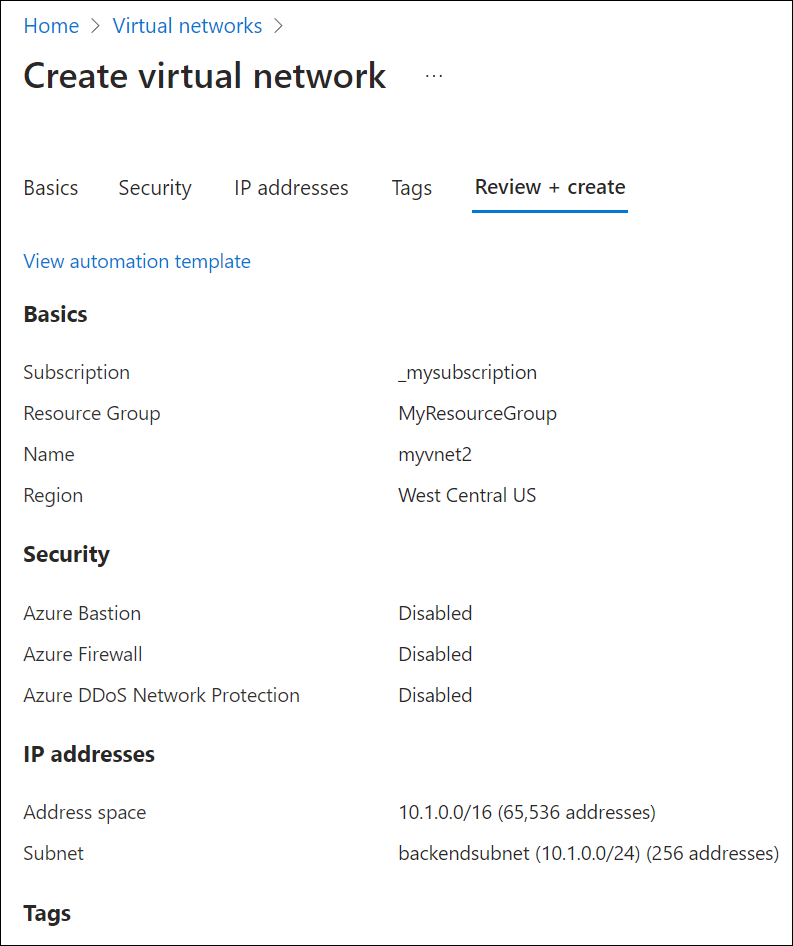 Home > Virtual networks >
Create virtual network ...
Basics Security IP addresses Tags Review + create
View automation template
Basics
Subscription _mysubscription
Resource Group MyResourceGroup
Name myvnet2
Region West Central US
Security
Azure Bastion Disabled
Azure Firewall Disabled
Azure DDoS Network Protection Disabled
IP addresses
Address space 10.1.0.0/16 (65,536 addresses)
Subnet backendsubnet (10.1.0.0/24) (256 addresses)
Tags